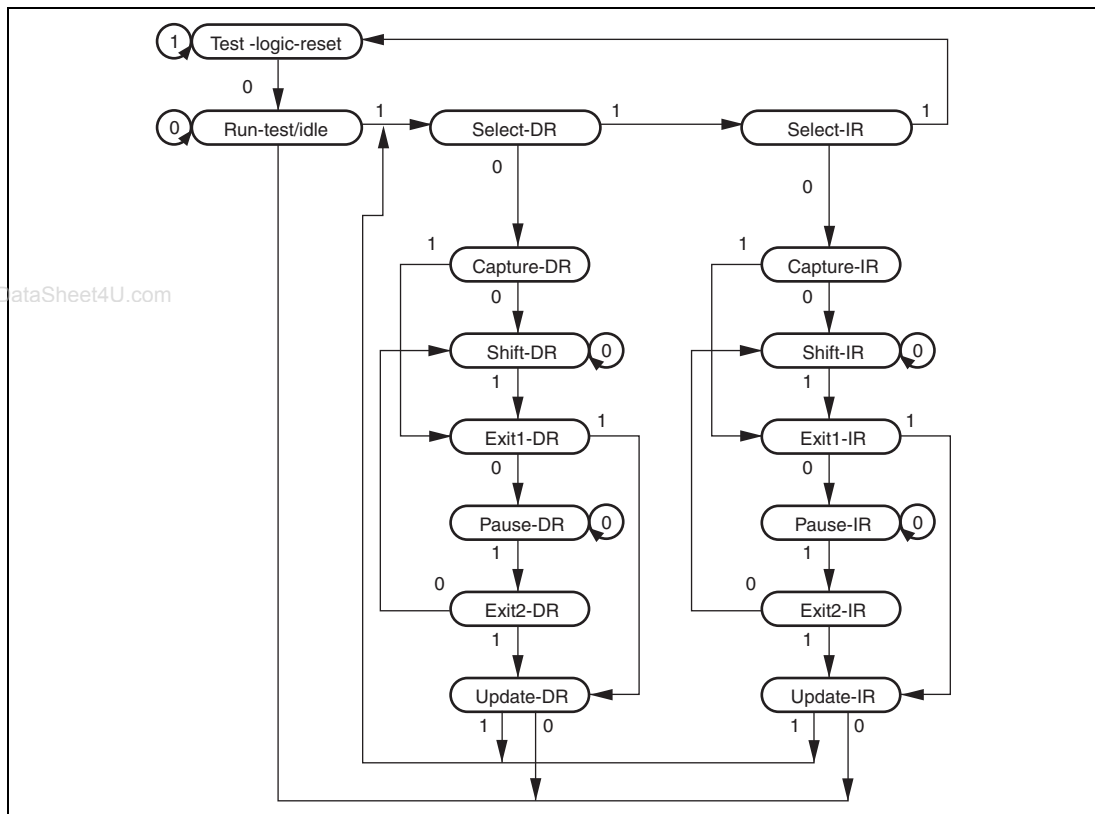 1 Test -logic-reset
0
0 Run-test/idle 1 Select-DR 1 Select-IR 1
0 0
1 Capture-DR 1 Capture-IR
DataSheet4U.com
0 0
Shift-DR 0 Shift-IR 0
1 1
Exit1-DR 1 Exit1-IR 1
0 0
Pause-DR 0 Pause-IR 0
1 1
0 Exit2-DR 0 Exit2-IR
1 1
Update-DR Update-IR
1 0 1 0